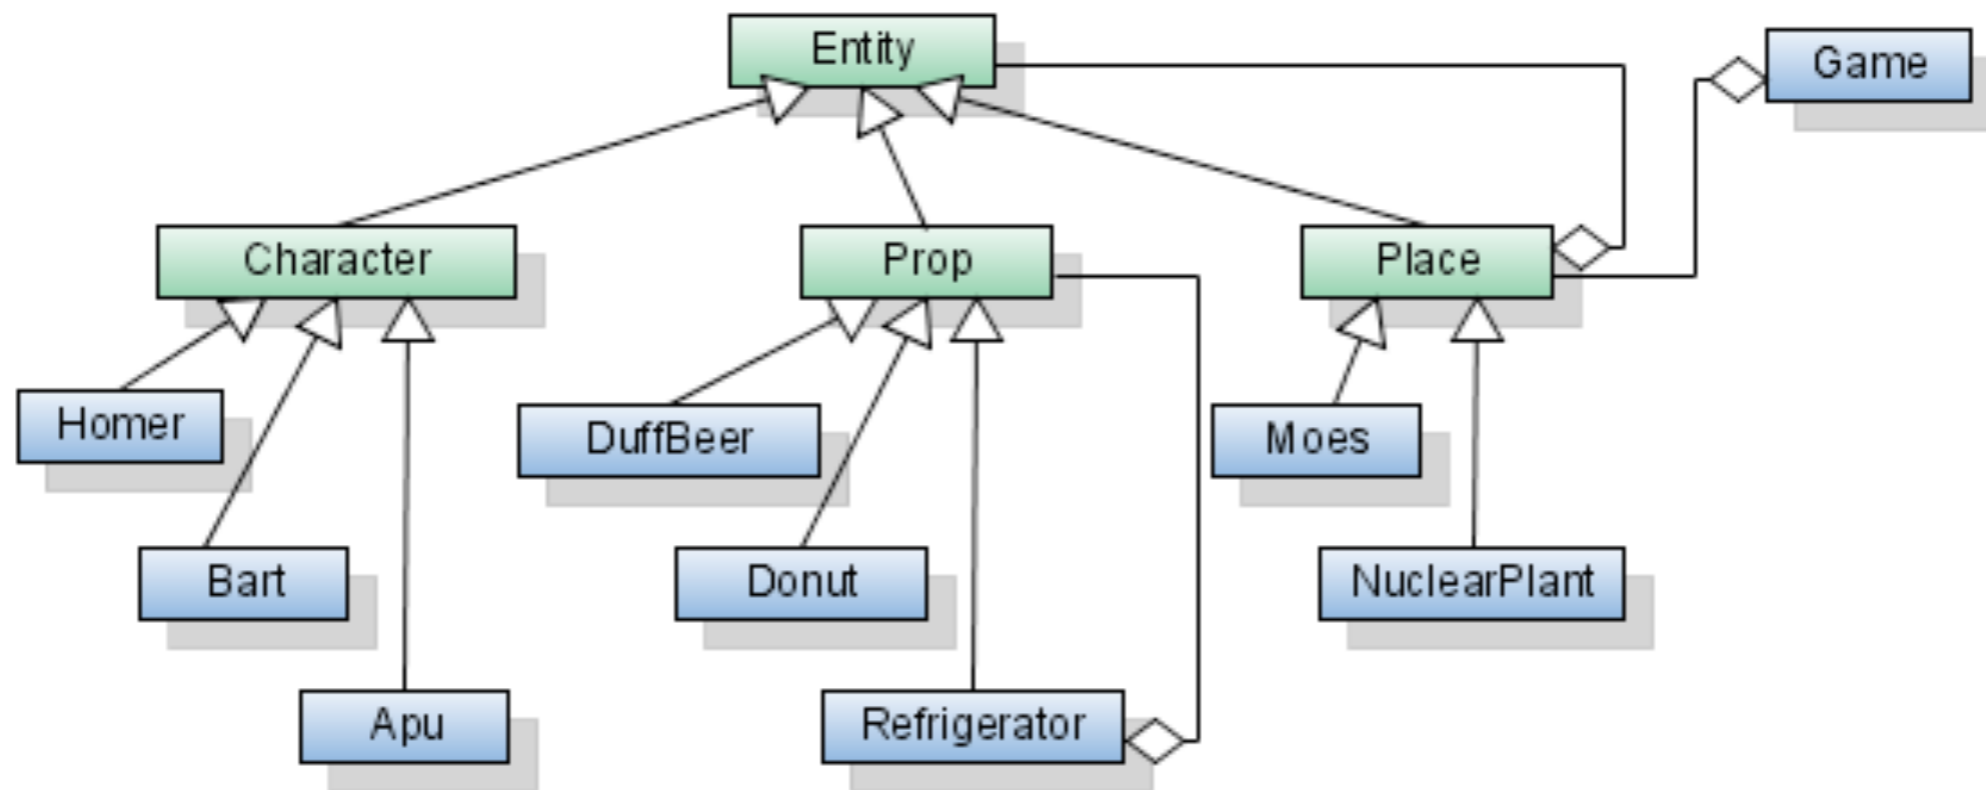 Entity
Game
Character
Prop
Place
Homer
DuffBeer
Moes
Bart
Donut
NuclearPlant
Apu
Refrigerator